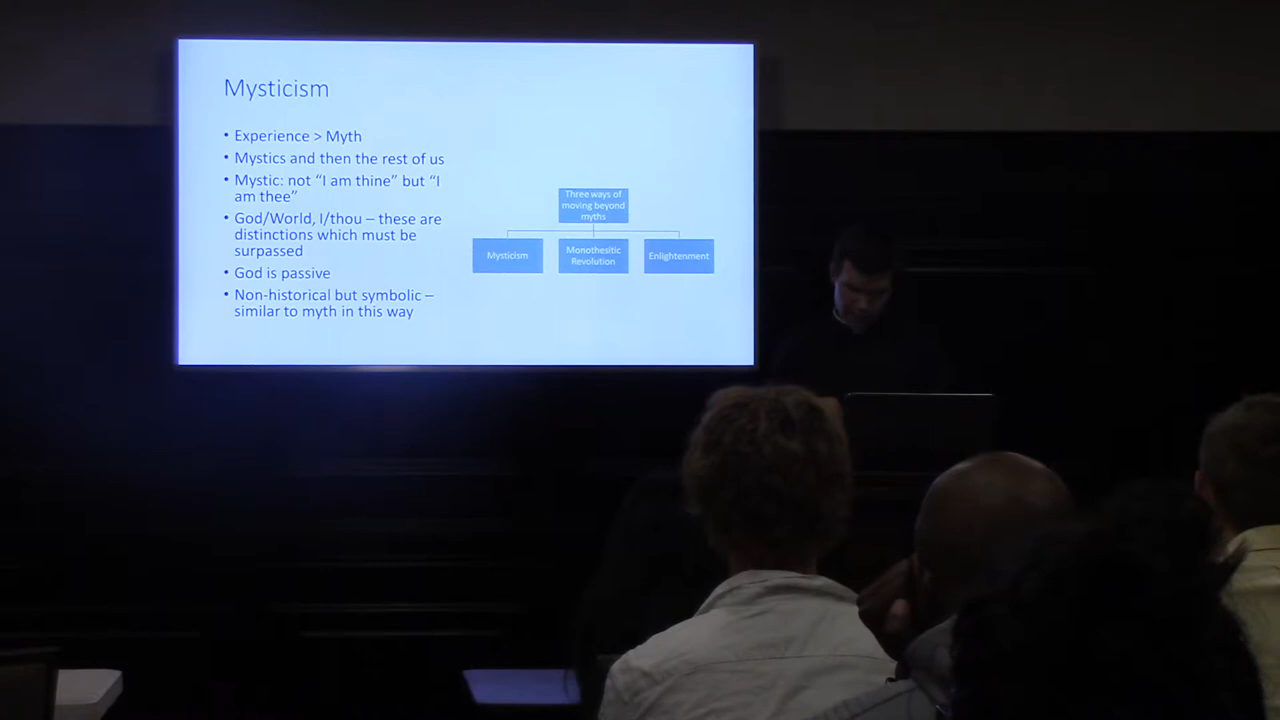 Mysticism
• Experience > Myth
• Mystics and then the rest of us
• Mystic: not “I am thine” but “I
am thee”
• God/World, I/thou – these are
distinctions which must be
surpassed
• God is passive
• Non-historical but symbolic –
similar to myth in this way
Three ways of
moving beyond
myths
Mysticism
Monothesitic
Revolution
Enlightenment